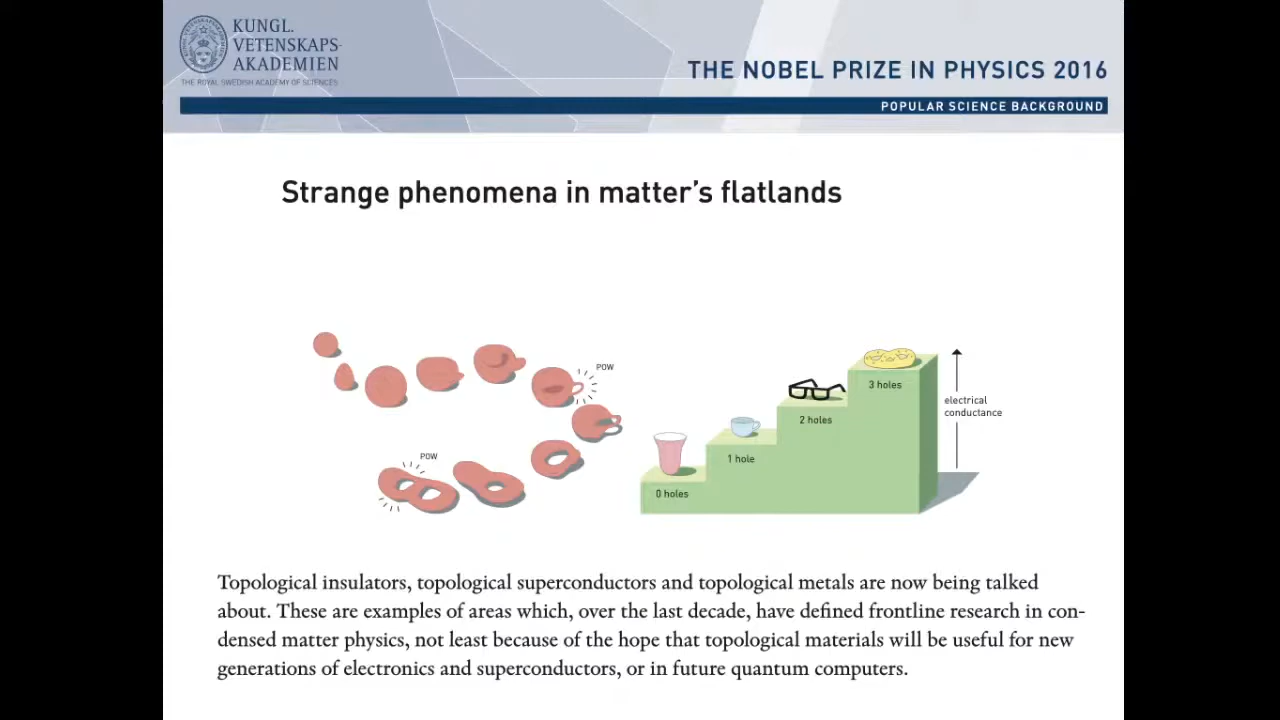 KUNGL.
VETENSKAPS-
AKADEMIEN
THE ROYAL SWEDISH ACADEMY OF SCIENCES
THE NOBEL PRIZE IN PHYSICS 2016
POPULAR SCIENCE BACKGROUND
Strange phenomena in matter’s flatlands
POW
POW
3 holes
2 holes
1 hole
0 holes
electrical
conductance
Topological insulators, topological superconductors and topological metals are now being talked
about. These are examples of areas which, over the last decade, have defined frontline research in con-
densed matter physics, not least because of the hope that topological materials will be useful for new
generations of electronics and superconductors, or in future quantum computers.